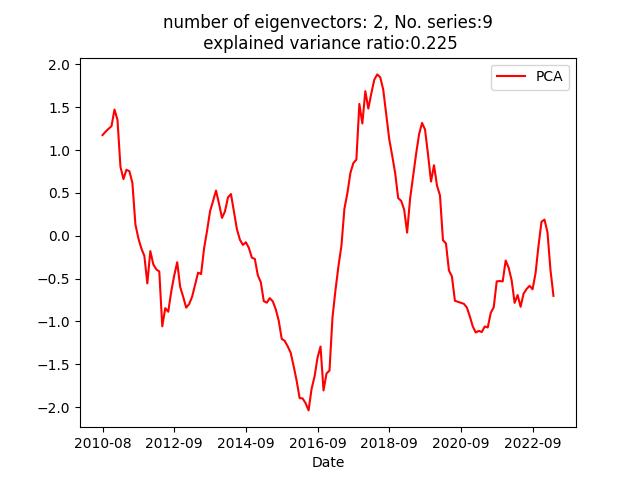 number of eigenvectors: 2, No. series:9
explained variance ratio:0.225
PCA
2.0
1.5
1.0
0.5
0.0
−0.5
−1.0
−1.5
−2.0
2010-08 2012-09 2014-09 2016-09 2018-09 2020-09 2022-09
Date